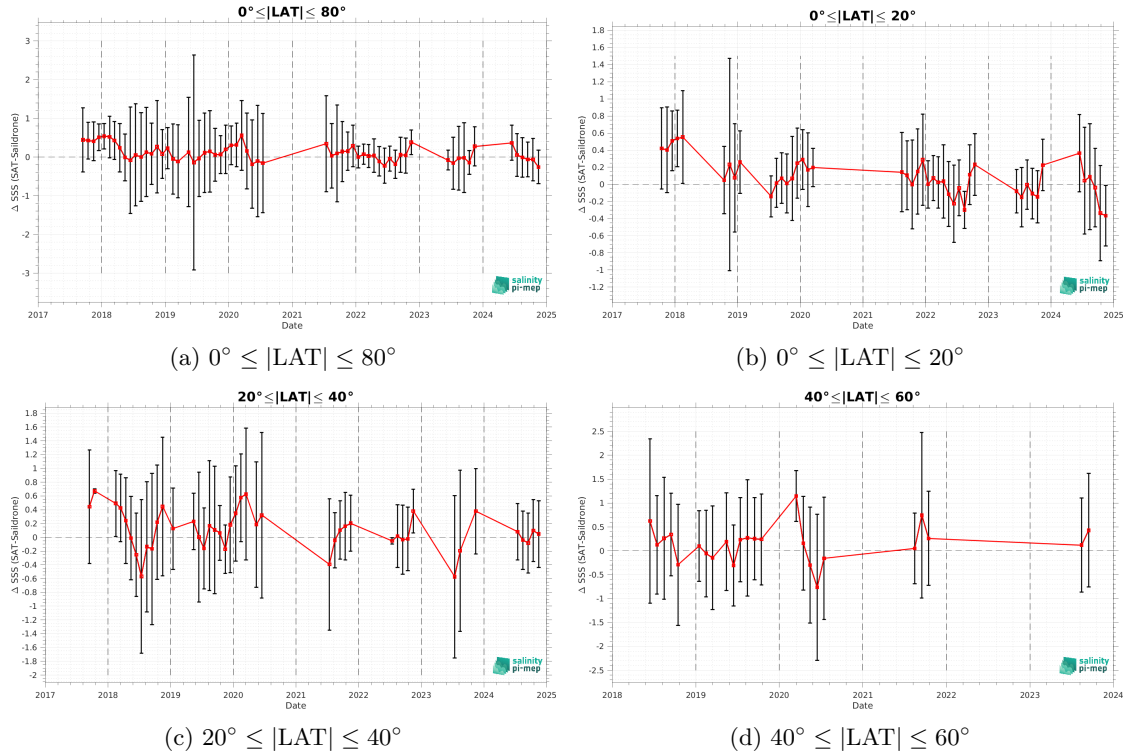 0°≤|LAT|≤ 80°
Δ SSS (SAT-Saildrone)
3
2
1
0
-1
-2
-3
2017 2018 2019 2020 2021 2022 2023 2024 2025
Date
salinity
pi-mep
(a) 0° ≤ |LAT| ≤ 80°
0°≤|LAT|≤ 20°
Δ SSS (SAT-Saildrone)
1.8
1.6
1.4
1.2
1
0.8
0.6
0.4
0.2
0
-0.2
-0.4
-0.6
-0.8
-1
-1.2
2017 2018 2019 2020 2021 2022 2023 2024 2025
Date
salinity
pi-mep
(b) 0° ≤ |LAT| ≤ 20°
20°≤|LAT|≤ 40°
Δ SSS (SAT-Saildrone)
1.8
1.6
1.4
1.2
1
0.8
0.6
0.4
0.2
0
-0.2
-0.4
-0.6
-0.8
-1
-1.2
-1.4
-1.6
-1.8
-2
2017 2018 2019 2020 2021 2022 2023 2024 2025
Date
salinity
pi-mep
(c) 20° ≤ |LAT| ≤ 40°
40°≤|LAT|≤ 60°
Δ SSS (SAT-Saildrone)
2.5
2
1.5
1
0.5
0
-0.5
-1
-1.5
-2
-2.5
2018 2019 2020 2021 2022 2023 2024
Date
salinity
pi-mep
(d) 40° ≤ |LAT| ≤ 60°